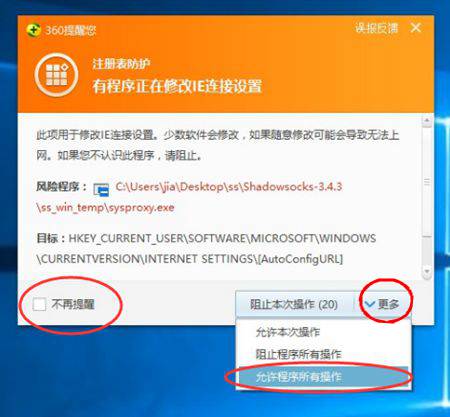 360提醒您
误报反馈
注册表防护
有程序正在修改IE连接设置
此项用于修改IE连接设置。少数软件会修改，如果随意修改可能会导致无法上
网。如果您不认识此程序，请阻止。
风险程序： C:\Users\jia\Desktop\ss\Shadowsocks-3.4.3
\ss_win_temp\sysproxy.exe
目标：HKEY_CURRENT_USER\SOFTWARE\MICROSOFT\WINDOWS
\CURRENTVERSION\INTERNET SETTINGS\[AutoConfigURL]
不再提醒
阻止本次操作 (20)
更多
允许本次操作
阻止程序所有操作
允许程序所有操作